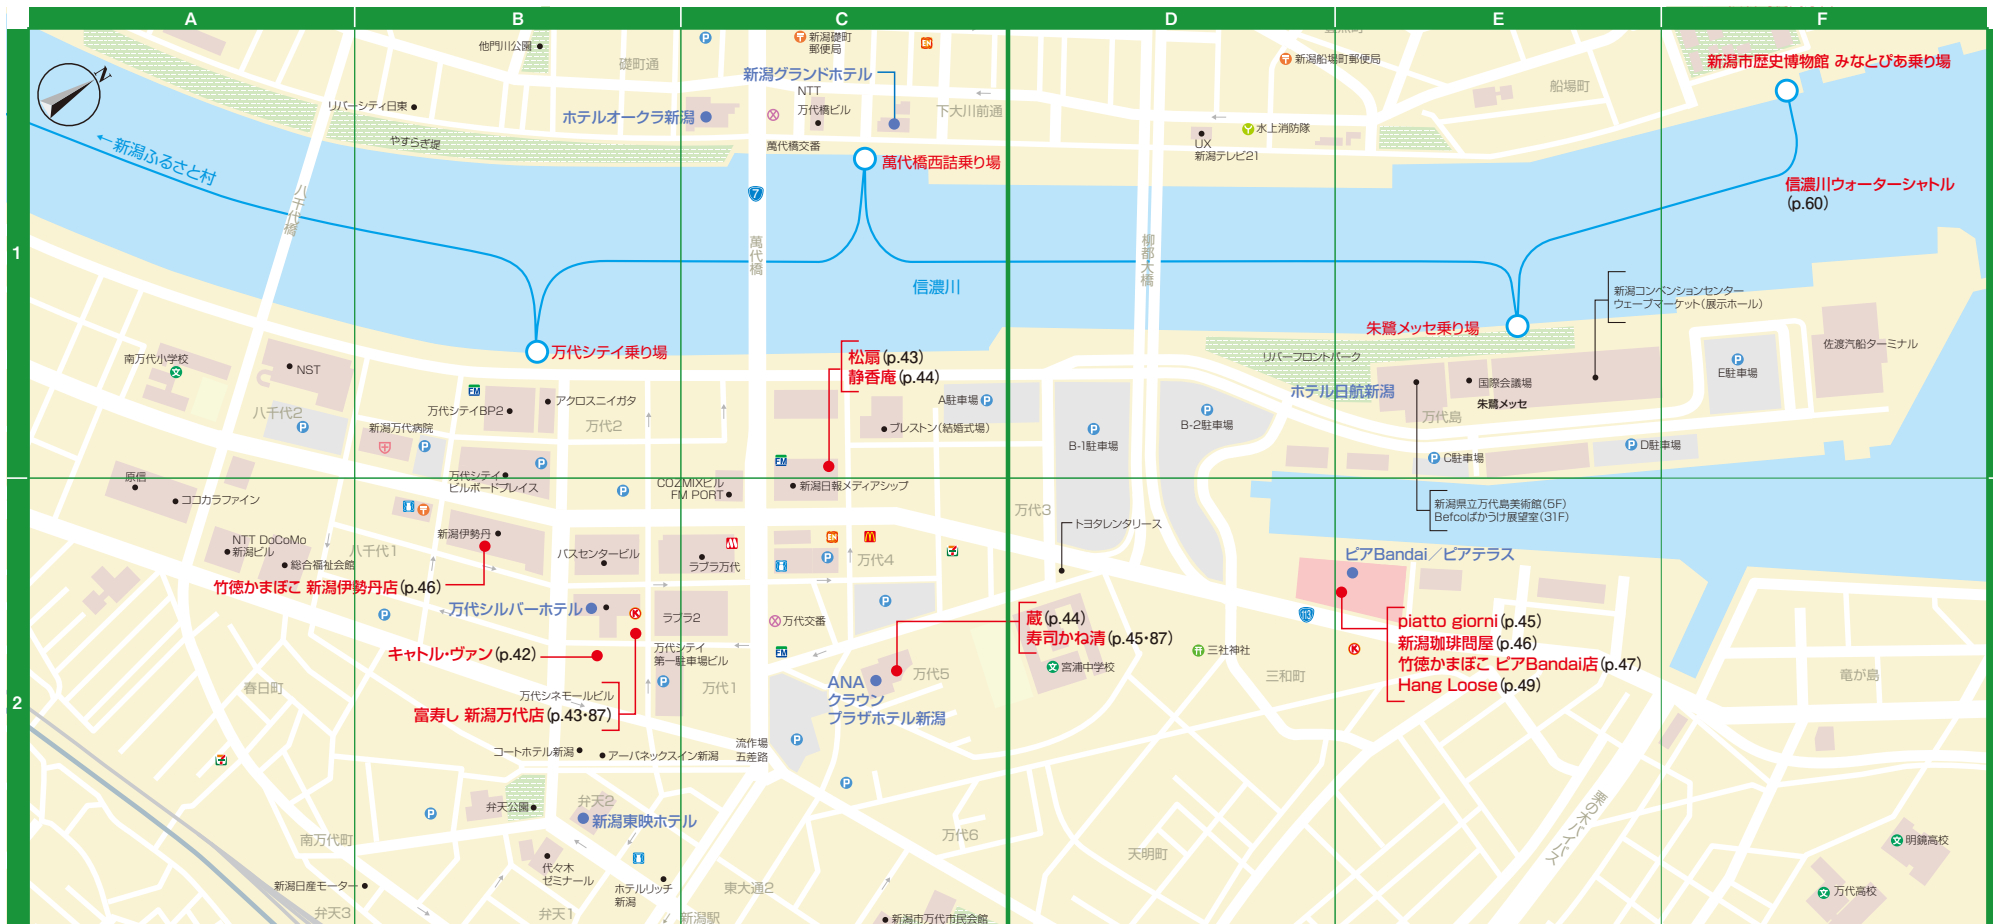 A
B
C
D
E
F
1
2
N
他門川公園
礎町通
新潟礎町
郵便局
新潟グランドホテル
NTT
万代橋ビル
ホテルオークラ新潟
リバーシティ日東
やすらぎ堤
萬代橋交番
下大川前通
新潟船場町郵便局
水上消防隊
UX
新潟テレビ21
船場町
新潟市歴史博物館 みなとぴあ乗り場
信濃川ウォーターシャトル
(p.60)
←新潟ふるさと村
八千代橋
7
萬代橋
萬代橋西詰乗り場
柳都大橋
信濃川
万代シテイ乗り場
朱鷺メッセ乗り場
新潟コンベンションセンター
ウェーブマーケット(展示ホール)
佐渡汽船ターミナル
E駐車場
リバーフロントパーク
ホテル日航新潟
国際会議場
朱鷺メッセ
万代島
C駐車場
D駐車場
南万代小学校
NST
八千代2
新潟万代病院
万代シテイBP2
アクロスニイガタ
万代2
万代シテイ
ビルボードプレイス
松扇(p.43)
静香庵(p.44)
A駐車場
プレストン(結婚式場)
B-1駐車場
B-2駐車場
COZMIXビル
FM PORT
新潟日報メディアシップ
原信
ココカラファイン
NTT DoCoMo
新潟ビル
総合福祉会館
八千代1
新潟伊勢丹
バスセンタービル
ラブラ万代
万代3
トヨタレンタリース
万代4
新潟県立万代島美術館(5F)
Befcoばかうけ展望室(31F)
ピアBandai/ピアテラス
竹徳かまぼこ 新潟伊勢丹店(p.46)
万代シルバーホテル
ラブラ2
万代交番
万代シテイ
第一駐車場ビル
キャトル・ヴァン(p.42)
万代シネモールビル
富寿し 新潟万代店(p.43・87)
蔵(p.44)
寿司かね清(p.45・87)
宮浦中学校
三社神社
113
三和町
piatto giorni(p.45)
新潟珈琲問屋(p.46)
竹徳かまぼこ ピアBandai店(p.47)
Hang Loose(p.49)
竜が島
春日町
万代1
万代5
ANA
クラウン
プラザホテル新潟
コートホテル新潟
アーバネックスイン新潟
流作場
五差路
弁天公園
弁天2
新潟東映ホテル
南万代町
代々木
ゼミナール
ホテルリッチ
新潟
新潟日産モーター
弁天3
弁天1
東大通2
新潟駅
新潟市万代市民会館
万代6
天明町
栗の木バイパス
明鏡高校
万代高校